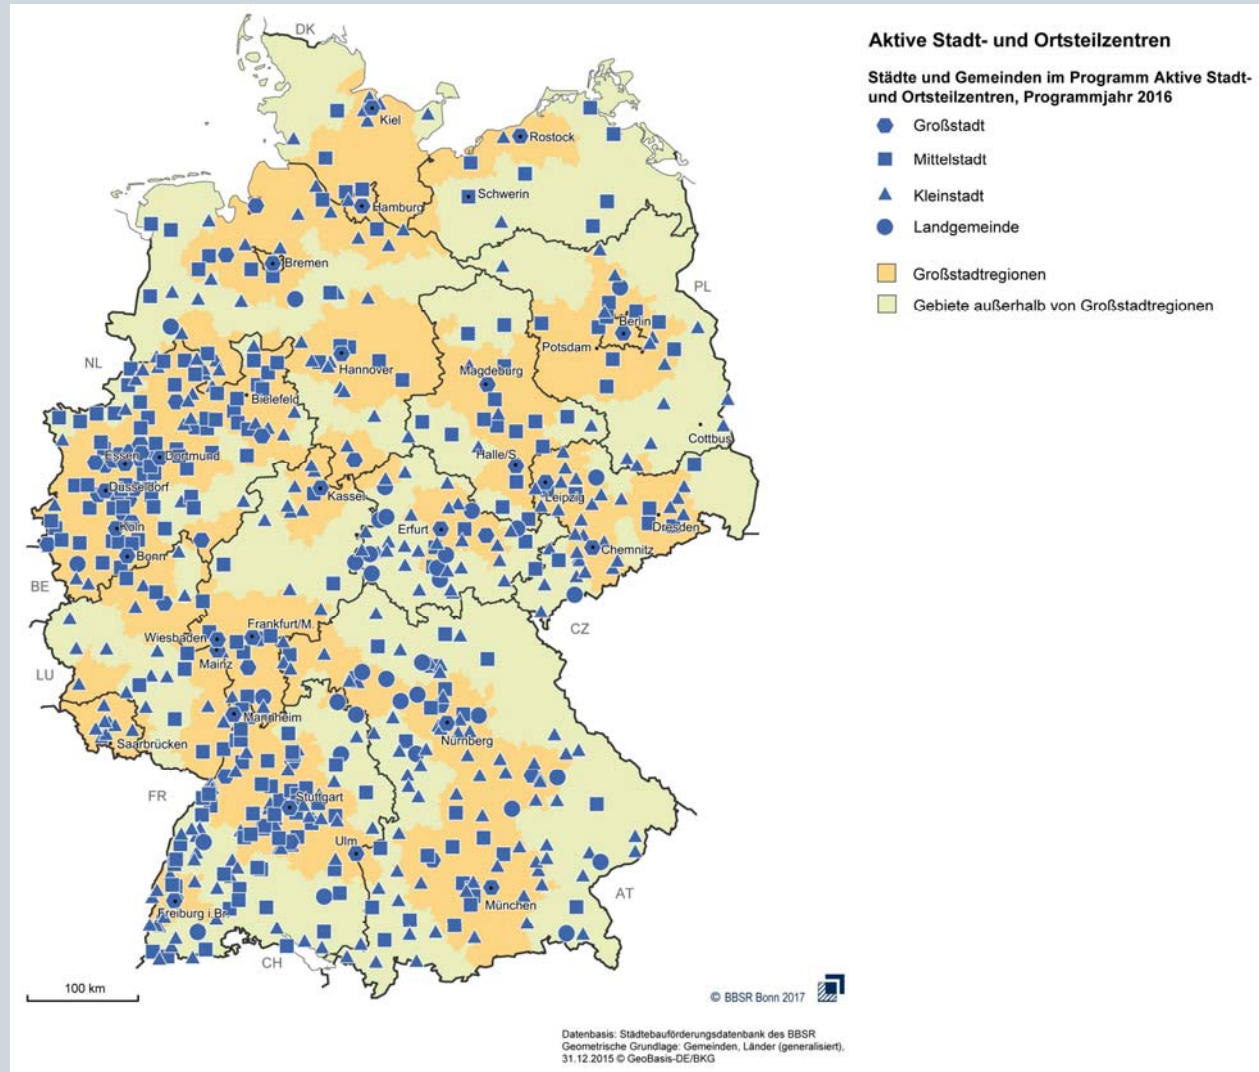 Aktive Stadt- und Ortsteilzentren
Städte und Gemeinden im Programm Aktive Stadt-
und Ortsteilzentren, Programmjahr 2016
Großstadt
Mittelstadt
Kleinstadt
Landgemeinde
Großstadtregionen
Gebiete außerhalb von Großstadtregionen
DK
Kiel
Rostock
Schwerin
Hamburg
Bremen
PL
Berlin
Potsdam
NL
Hannover
Magdeburg
Bielefeld
Cottbus
Essen
Dortmund
Halle/S.
Düsseldorf
Kassel
Leipzig
Köln
Erfurt
Dresden
Bonn
Chemnitz
BE
Frankfurt/M.
CZ
Wiesbaden
Mainz
LU
Mannheim
Saarbrücken
Nürnberg
FR
Stuttgart
Ulm
AT
München
Freiburg i.Br.
CH
100 km
© BBSR Bonn 2017
Datenbasis: Städtebauförderungsdatenbank des BBSR
Geometrische Grundlage: Gemeinden, Länder (generalisiert),
31.12.2015 © GeoBasis-DE/BKG